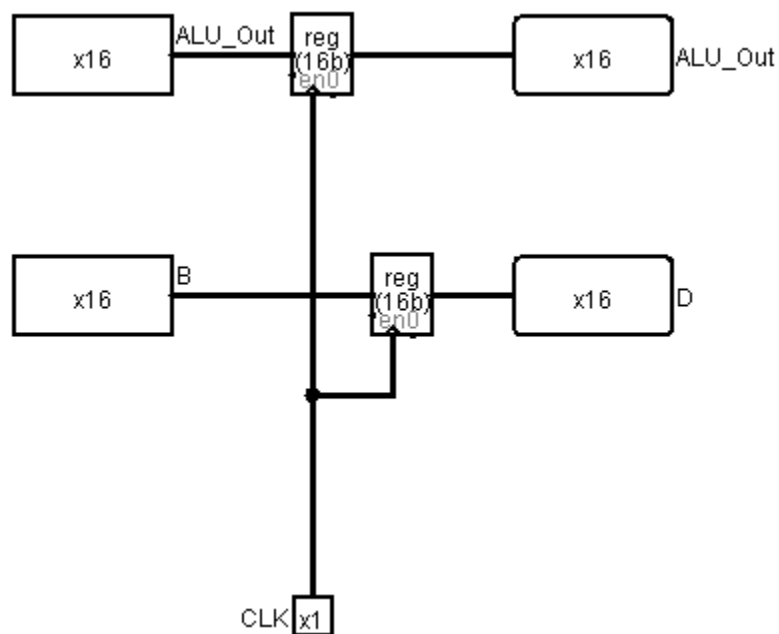 ALU_Out
x16
reg
(16b)
en0
x16
ALU_Out
B
x16
reg
(16b)
en0
x16
D
CLK
x1